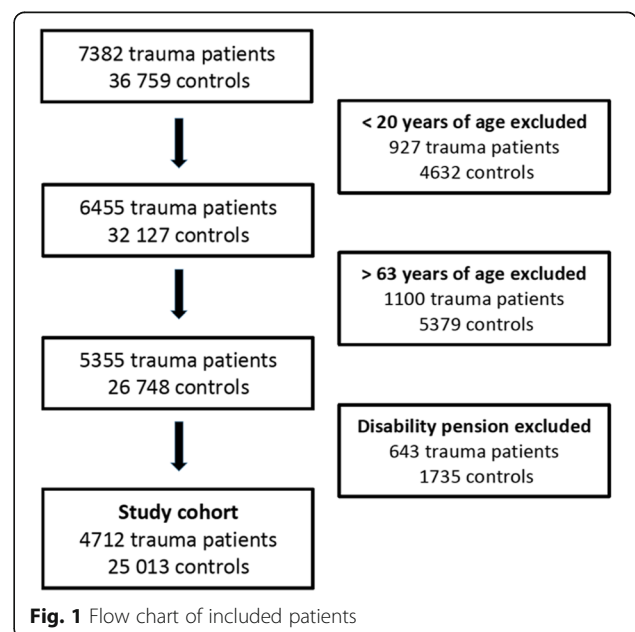 7382 trauma patients
36 759 controls
< 20 years of age excluded
927 trauma patients
4632 controls
6455 trauma patients
32 127 controls
> 63 years of age excluded
1100 trauma patients
5379 controls
5355 trauma patients
26 748 controls
Disability pension excluded
643 trauma patients
1735 controls
Study cohort
4712 trauma patients
25 013 controls
Fig. 1 Flow chart of included patients